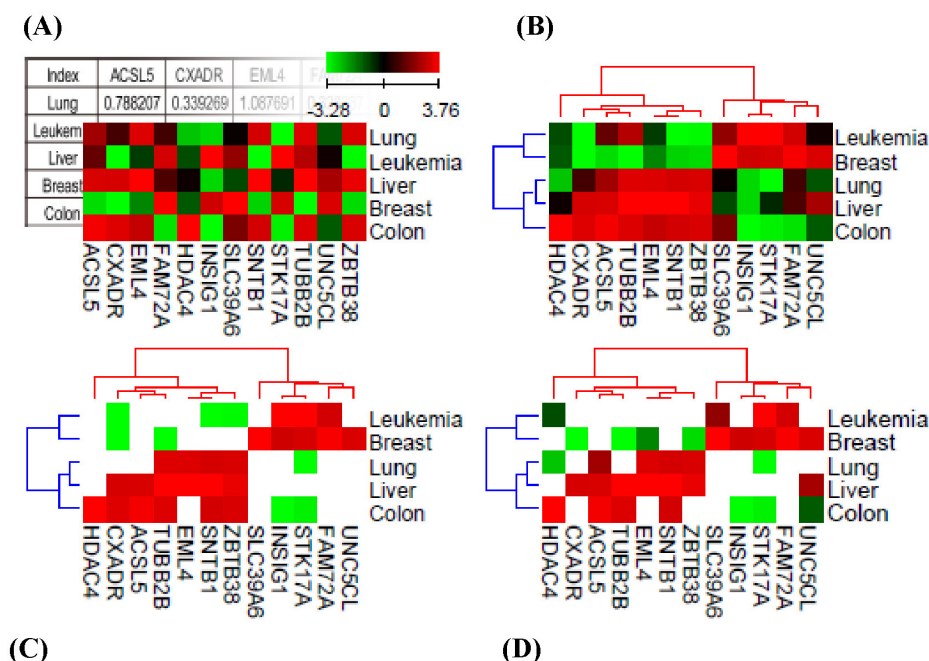 (A)
(B)
Index ACSL5 CXADR EML4
-3.28 0 3.76
Lung 0.788207 0.339269 1.087691
Leukem
Liver
Breast
Colon
Lung
Leukemia
Liver
Breast
Colon
ACSL5
CXADR
EML4
FAM72A
HDAC4
INSIG1
SLC39A6
SNTB1
STK17A
TUBB2B
UNC5CL
ZBTB38
Leukemia
Breast
Lung
Liver
Colon
HDAC4
CXADR
ACSL5
TUBB2B
EML4
SNTB1
ZBTB38
SLC39A6
INSIG1
STK17A
FAM72A
UNC5CL
Leukemia
Breast
Lung
Liver
Colon
HDAC4
CXADR
ACSL5
TUBB2B
EML4
SNTB1
ZBTB38
SLC39A6
INSIG1
STK17A
FAM72A
UNC5CL
Leukemia
Breast
Lung
Liver
Colon
HDAC4
CXADR
ACSL5
TUBB2B
EML4
SNTB1
ZBTB38
SLC39A6
INSIG1
STK17A
FAM72A
UNC5CL
(C)
(D)